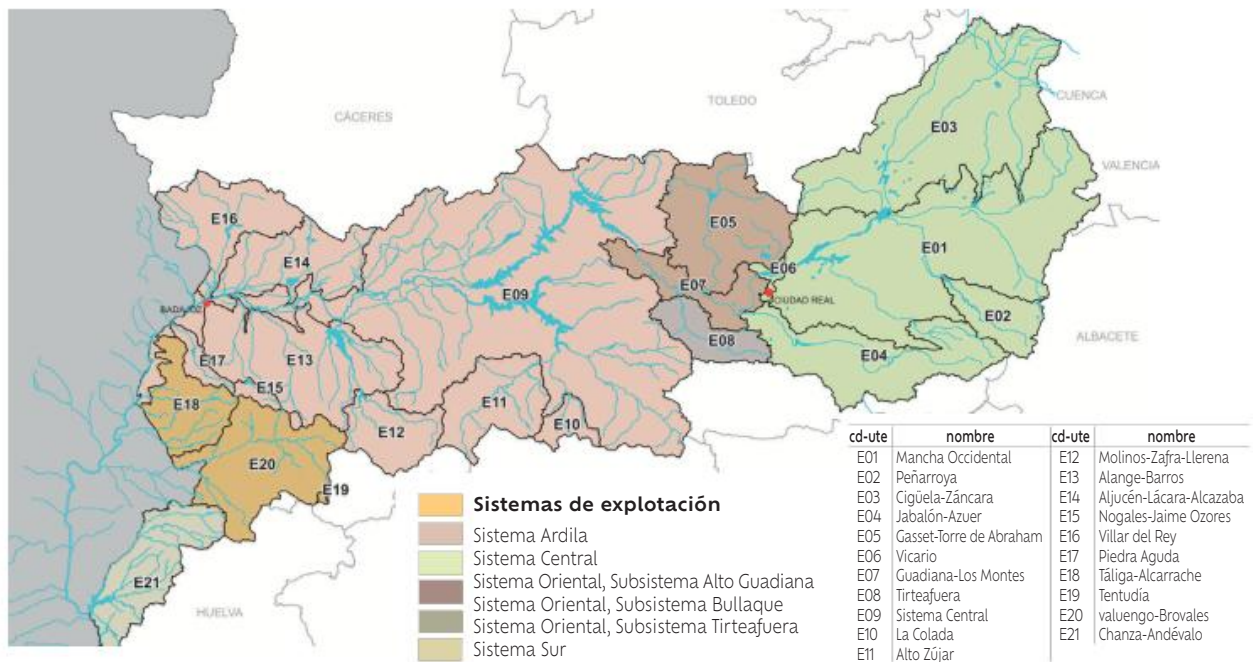 CÁCERES
TOLEDO
CUENCA
VALENCIA
ALBACETE
HUELVA
BADAJOZ
CIUDAD REAL
E03
E16
E05
E14
E01
E06
E07
E09
E02
E08
E13
E17
E04
E15
E18
E11
E12
E10
E20
E19
E21
Sistemas de explotación
Sistema Ardila
Sistema Central
Sistema Oriental, Subsistema Alto Guadiana
Sistema Oriental, Subsistema Bullaque
Sistema Oriental, Subsistema Tirteafuera
Sistema Sur
cd-ute nombre cd-ute nombre
E01 Mancha Occidental E12 Molinos-Zafra-Llerena
E02 Peñarroya E13 Alange-Barros
E03 Cigüela-Záncara E14 Aljucén-Lácara-Alcazaba
E04 Jabalón-Azuer E15 Nogales-Jaime Ozores
E05 Gasset-Torre de Abraham E16 Villar del Rey
E06 Vicario E17 Piedra Aguda
E07 Guadiana-Los Montes E18 Táliga-Alcarrache
E08 Tirteafuera E19 Tentudía
E09 Sistema Central E20 valuengo-Brovales
E10 La Colada E21 Chanza-Andévalo
E11 Alto Zújar